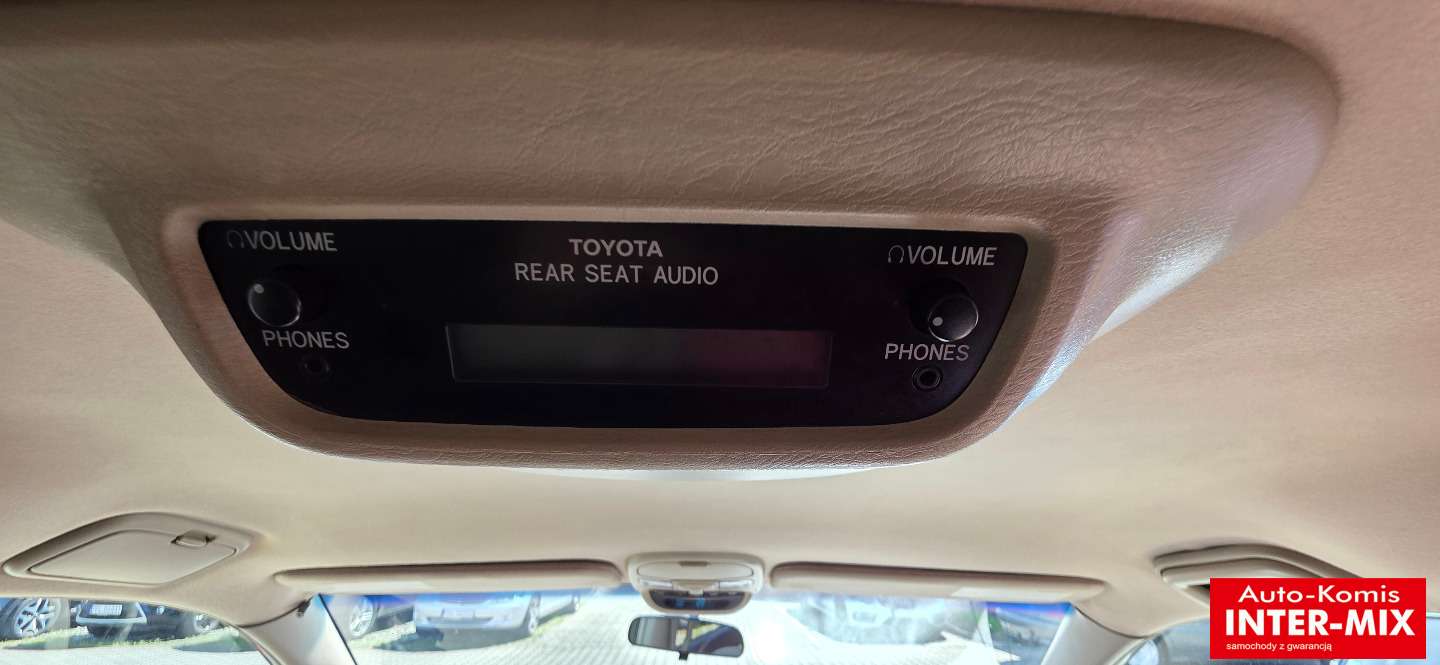 VOLUME
TOYOTA
REAR SEAT AUDIO
VOLUME
PHONES
PHONES
Auto-Komis
INTER-MIX
samochody z gwarancją